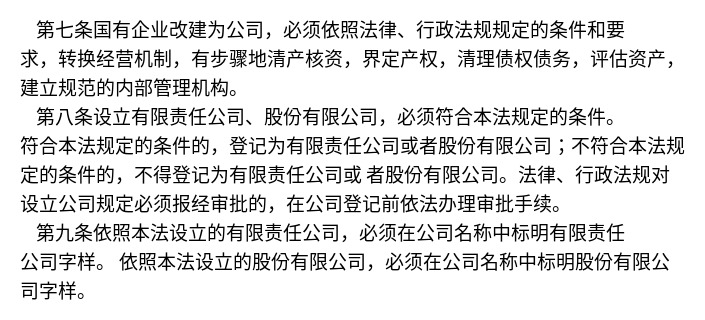 第七条国有企业改建为公司，必须依照法律、行政法规规定的条件和要
求，转换经营机制，有步骤地清产核资，界定产权，清理债权债务，评估资产，
建立规范的内部管理机构。
第八条设立有限责任公司、股份有限公司，必须符合本法规定的条件。
符合本法规定的条件的，登记为有限责任公司或者股份有限公司；不符合本法规
定的条件的，不得登记为有限责任公司或 者股份有限公司。法律、行政法规对
设立公司规定必须报经审批的，在公司登记前依法办理审批手续。
第九条依照本法设立的有限责任公司，必须在公司名称中标明有限责任
公司字样。 依照本法设立的股份有限公司，必须在公司名称中标明股份有限公
司字样。